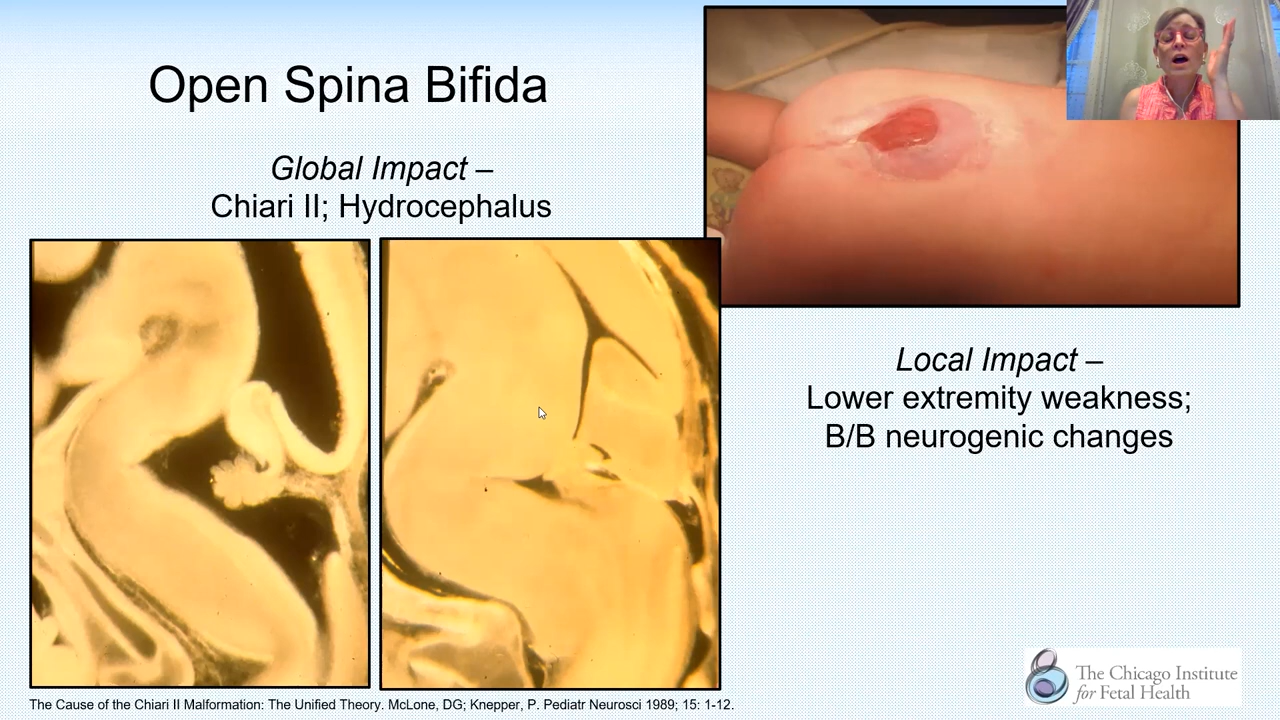 Open Spina Bifida
Global Impact –
Chiari II; Hydrocephalus
Local Impact –
Lower extremity weakness;
B/B neurogenic changes
The Chicago Institute
for Fetal Health
The Cause of the Chiari II Malformation: The Unified Theory. McLone, DG; Knepper, P. Pediatr Neurosci 1989; 15: 1-12.